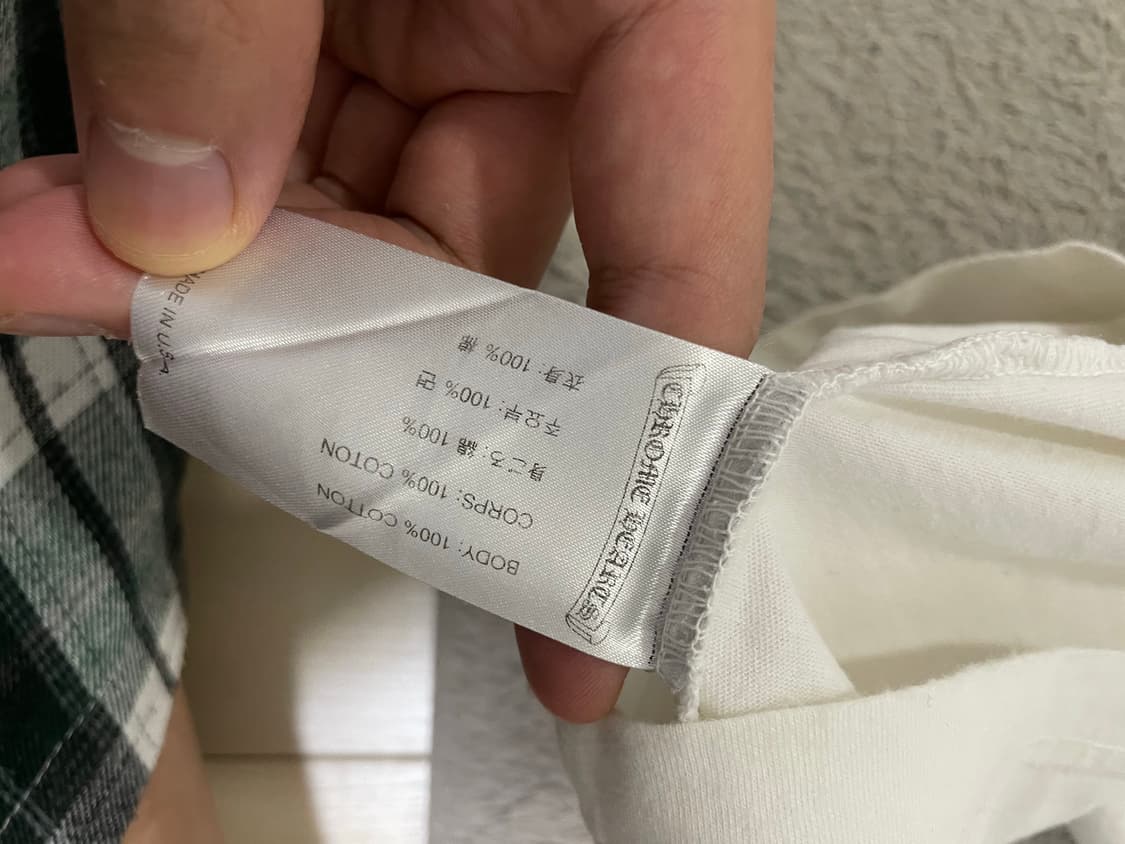 CHROME HEARTS
BODY: 100% COTTON
CORPS: 100% COTON
身ごろ: 綿 100%
주요부: 100% 면
衣身: 100% 棉
MADE IN U.S.A